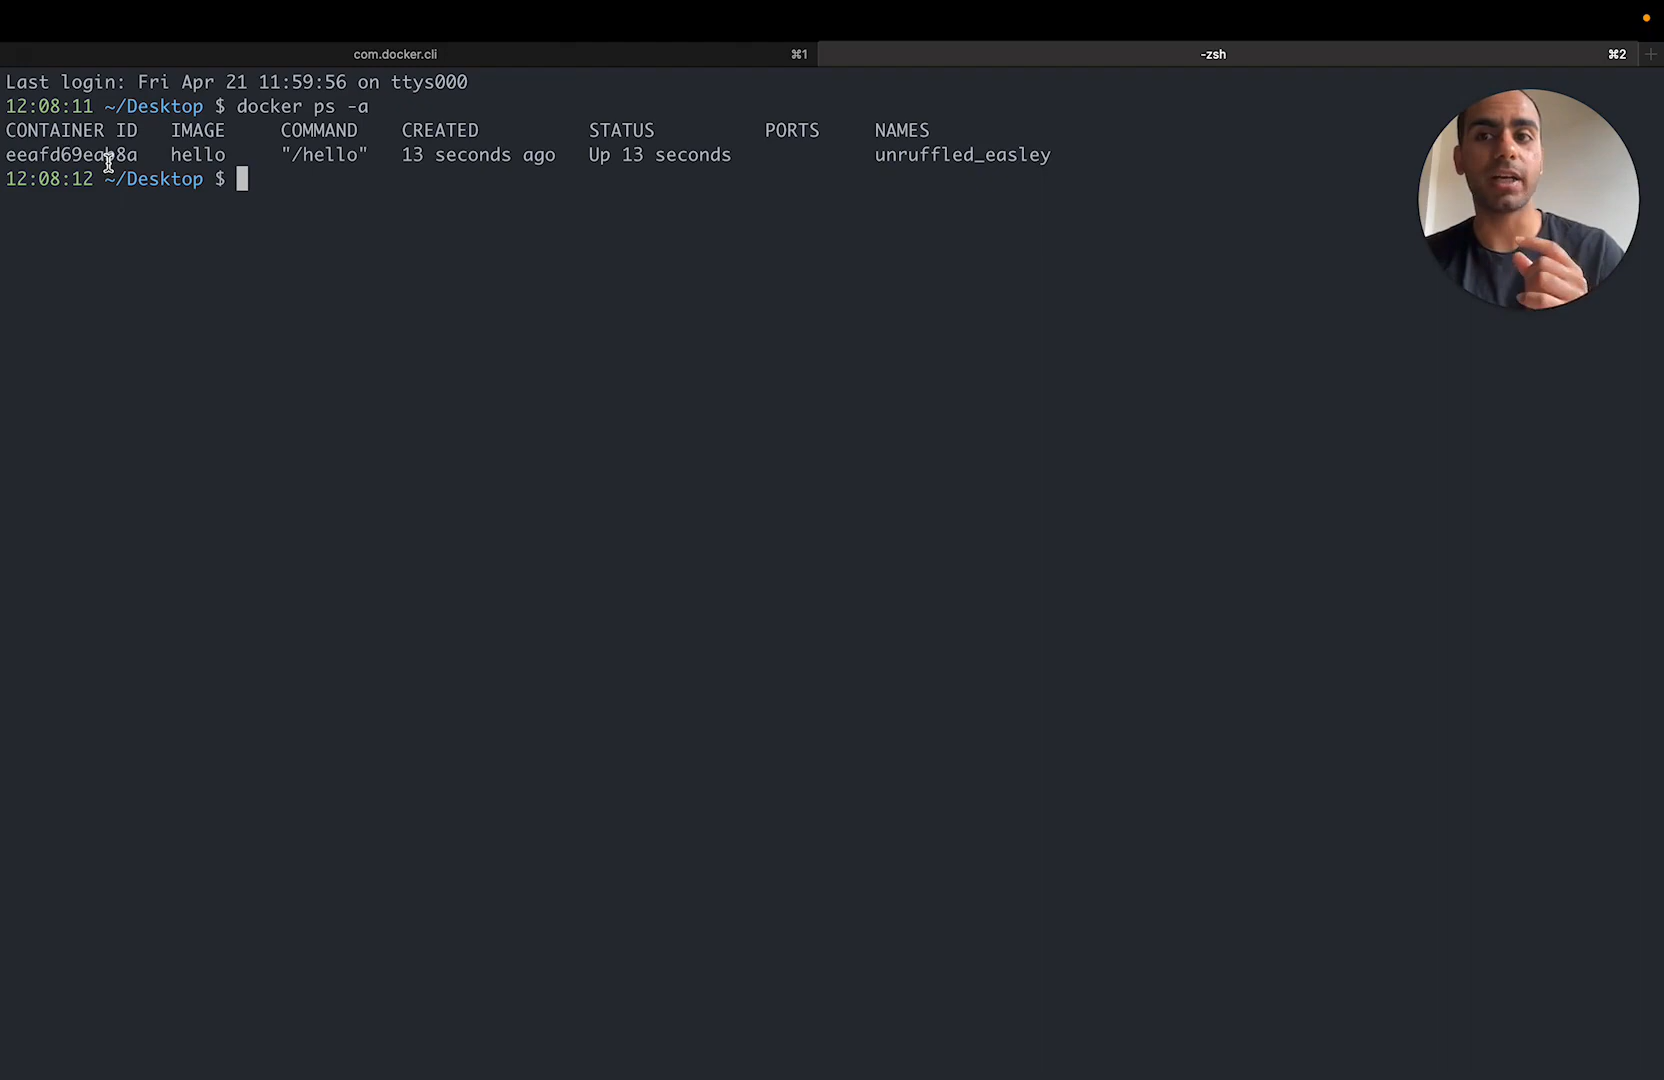 com.docker.cli ⌘1 -zsh ⌘2 +
Last login: Fri Apr 21 11:59:56 on ttys000
12:08:11 ~/Desktop $ docker ps -a
CONTAINER ID IMAGE COMMAND CREATED STATUS PORTS NAMES
eeafd69eab8a hello "/hello" 13 seconds ago Up 13 seconds unruffled_easley
12:08:12 ~/Desktop $